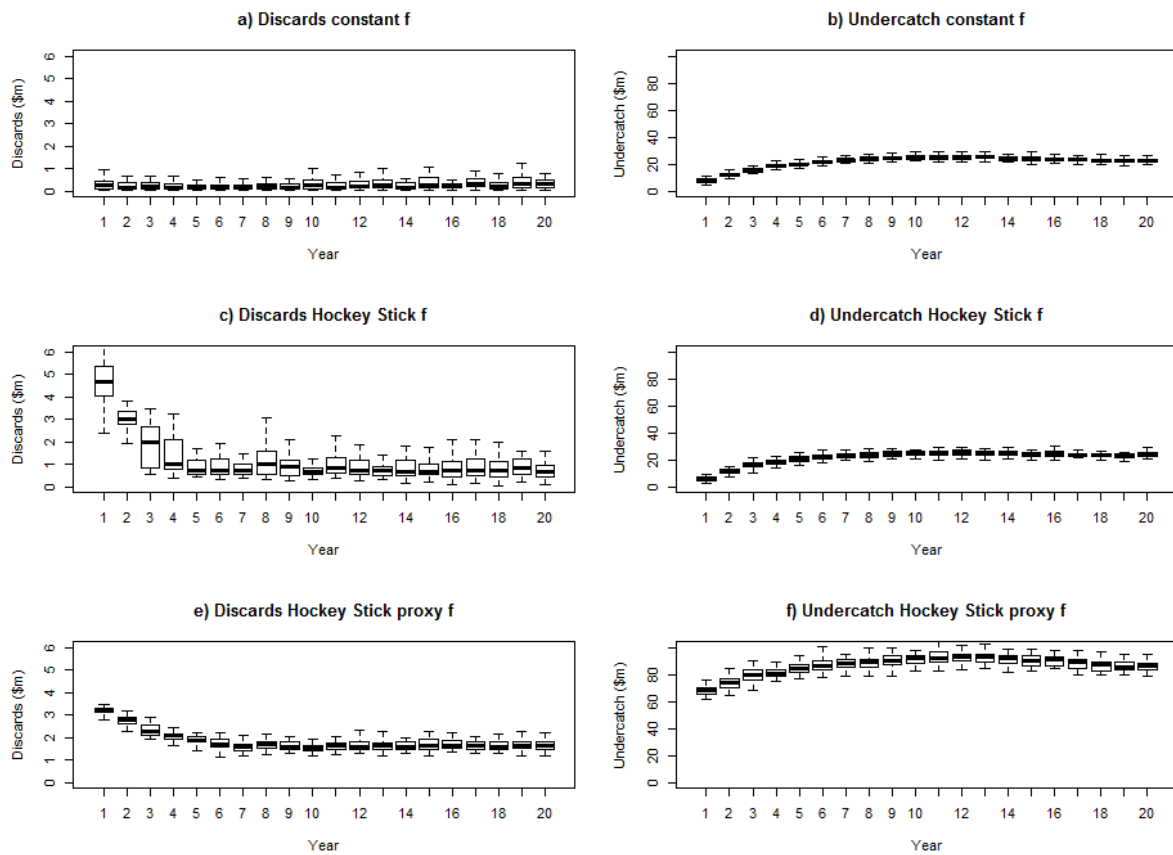 a) Discards constant f
Discards ($m)
6
5
4
3
2
1
0
1 2 3 4 5 6 7 8 9 10 12 14 16 18 20
Year
b) Undercatch constant f
Undercatch ($m)
80
60
40
20
0
1 2 3 4 5 6 7 8 9 10 12 14 16 18 20
Year
c) Discards Hockey Stick f
Discards ($m)
6
5
4
3
2
1
0
1 2 3 4 5 6 7 8 9 10 12 14 16 18 20
Year
d) Undercatch Hockey Stick f
Undercatch ($m)
80
60
40
20
0
1 2 3 4 5 6 7 8 9 10 12 14 16 18 20
Year
e) Discards Hockey Stick proxy f
Discards ($m)
6
5
4
3
2
1
0
1 2 3 4 5 6 7 8 9 10 12 14 16 18 20
Year
f) Undercatch Hockey Stick proxy f
Undercatch ($m)
80
60
40
20
0
1 2 3 4 5 6 7 8 9 10 12 14 16 18 20
Year